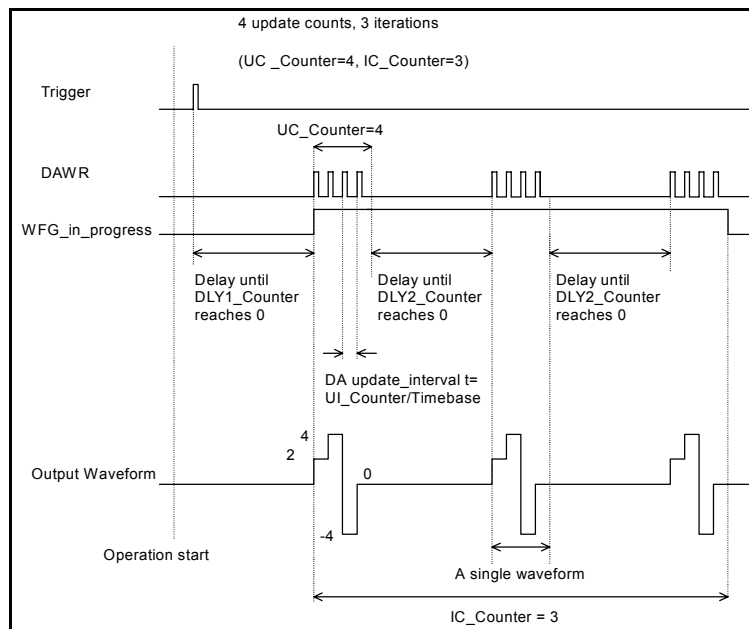 4 update counts, 3 iterations
(UC _Counter=4, IC_Counter=3)
Trigger
UC_Counter=4
DAWR
WFG_in_progress
Delay until
DLY1_Counter
reaches 0
Delay until
DLY2_Counter
reaches 0
Delay until
DLY2_Counter
reaches 0
DA update_interval t=
UI_Counter/Timebase
4
2
0
Output Waveform
-4
Operation start
A single waveform
IC_Counter = 3